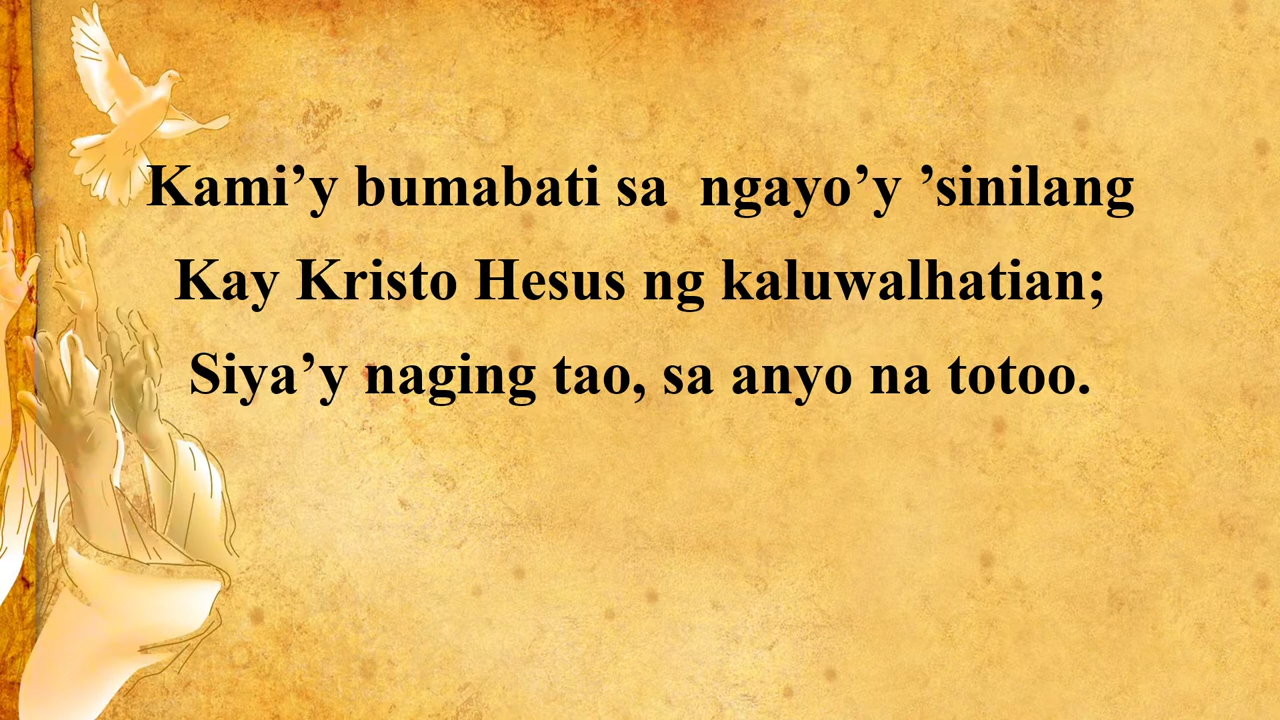 Kami’y bumabati sa  ngayo’y ’sinilang
Kay Kristo Hesus ng kaluwalhatian;
Siya’y naging tao, sa anyo na totoo.